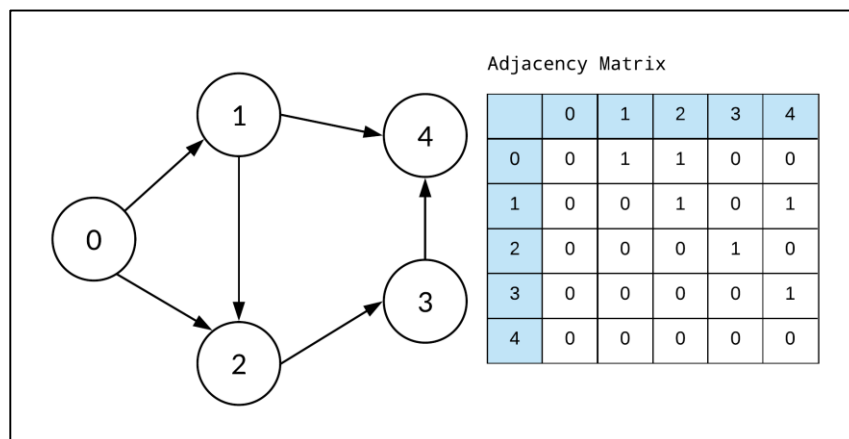 1
4
0
3
2
Adjacency Matrix
0 1 2 3 4
0 0 1 1 0 0
1 0 0 1 0 1
2 0 0 0 1 0
3 0 0 0 0 1
4 0 0 0 0 0